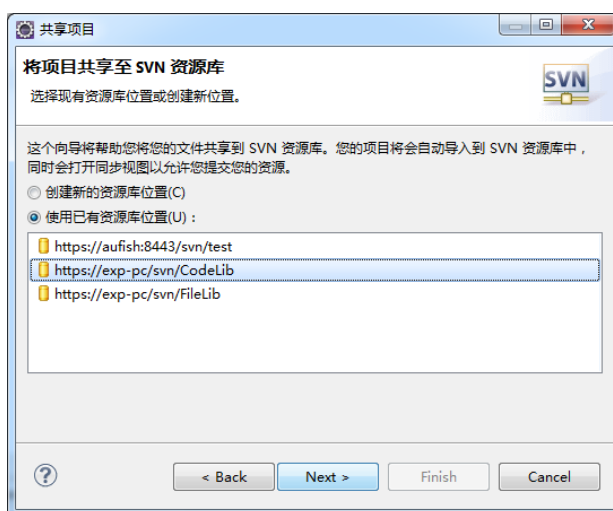 共享项目
将项目共享至 SVN 资源库
选择现有资源库位置或创建新位置。
SVN
这个向导将帮助您将您的文件共享到 SVN 资源库。您的项目将会自动导入到 SVN 资源库中，
同时会打开同步视图以允许您提交您的资源。
创建新的资源库位置(C)
使用已有资源库位置(U)：
https://aufish:8443/svn/test
https://exp-pc/svn/CodeLib
https://exp-pc/svn/FileLib
? < Back Next > Finish Cancel